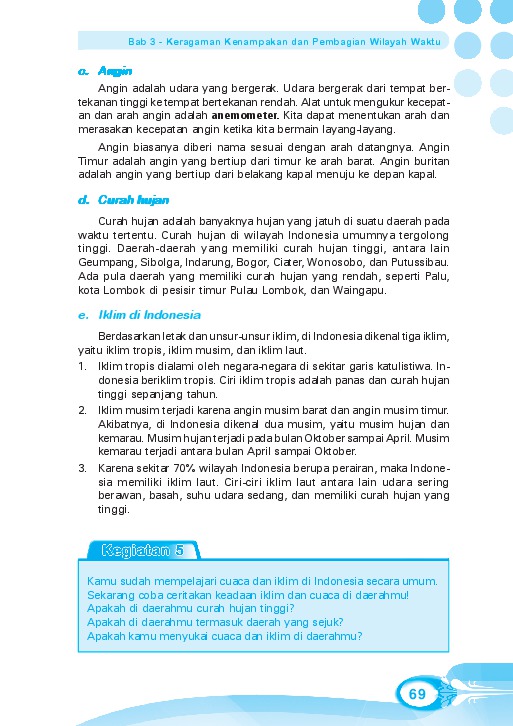 Bab 3 - Keragaman Kenampakan dan Pembagian Wilayah Waktu
c. Angin
Angin adalah udara yang bergerak. Udara bergerak dari tempat ber-
tekanan tinggi ke tempat bertekanan rendah. Alat untuk mengukur kecepat-
an dan arah angin adalah anemometer. Kita dapat menentukan arah dan
merasakan kecepatan angin ketika kita bermain layang-layang.
Angin biasanya diberi nama sesuai dengan arah datangnya. Angin
Timur adalah angin yang bertiup dari timur ke arah barat. Angin buritan
adalah angin yang bertiup dari belakang kapal menuju ke depan kapal.
d. Curah hujan
Curah hujan adalah banyaknya hujan yang jatuh di suatu daerah pada
waktu tertentu. Curah hujan di wilayah Indonesia umumnya tergolong
tinggi. Daerah-daerah yang memiliki curah hujan tinggi, antara lain
Geumpang, Sibolga, Indarung, Bogor, Ciater, Wonosobo, dan Putussibau.
Ada pula daerah yang memiliki curah hujan yang rendah, seperti Palu,
kota Lombok di pesisir timur Pulau Lombok, dan Waingapu.
e. Iklim di Indonesia
Berdasarkan letak dan unsur-unsur iklim, di Indonesia dikenal tiga iklim,
yaitu iklim tropis, iklim musim, dan iklim laut.
1. Iklim tropis dialami oleh negara-negara di sekitar garis katulistiwa. In-
donesia beriklim tropis. Ciri iklim tropis adalah panas dan curah hujan
tinggi sepanjang tahun.
2. Iklim musim terjadi karena angin musim barat dan angin musim timur.
Akibatnya, di Indonesia dikenal dua musim, yaitu musim hujan dan
kemarau. Musim hujan terjadi pada bulan Oktober sampai April. Musim
kemarau terjadi antara bulan April sampai Oktober.
3. Karena sekitar 70% wilayah Indonesia berupa perairan, maka Indone-
sia memiliki iklim laut. Ciri-ciri iklim laut antara lain udara sering
berawan, basah, suhu udara sedang, dan memiliki curah hujan yang
tinggi.
Kegiatan 5
Kamu sudah mempelajari cuaca dan iklim di Indonesia secara umum.
Sekarang coba ceritakan keadaan iklim dan cuaca di daerahmu!
Apakah di daerahmu curah hujan tinggi?
Apakah di daerahmu termasuk daerah yang sejuk?
Apakah kamu menyukai cuaca dan iklim di daerahmu?
69